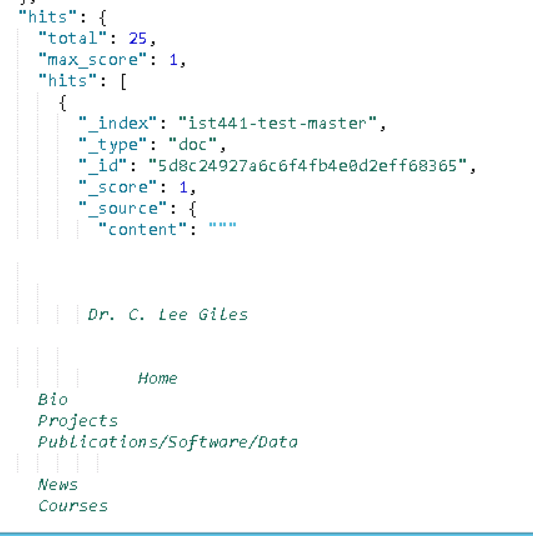 "hits": {
"total": 25,
"max_score": 1,
"hits": [
{
"_index": "ist441-test-master",
"_type": "doc",
"_id": "5d8c24927a6c6f4fb4e0d2eff68365",
"_score": 1,
"_source": {
"content": """
Dr. C. Lee Giles
Home
Bio
Projects
Publications/Software/Data
News
Courses